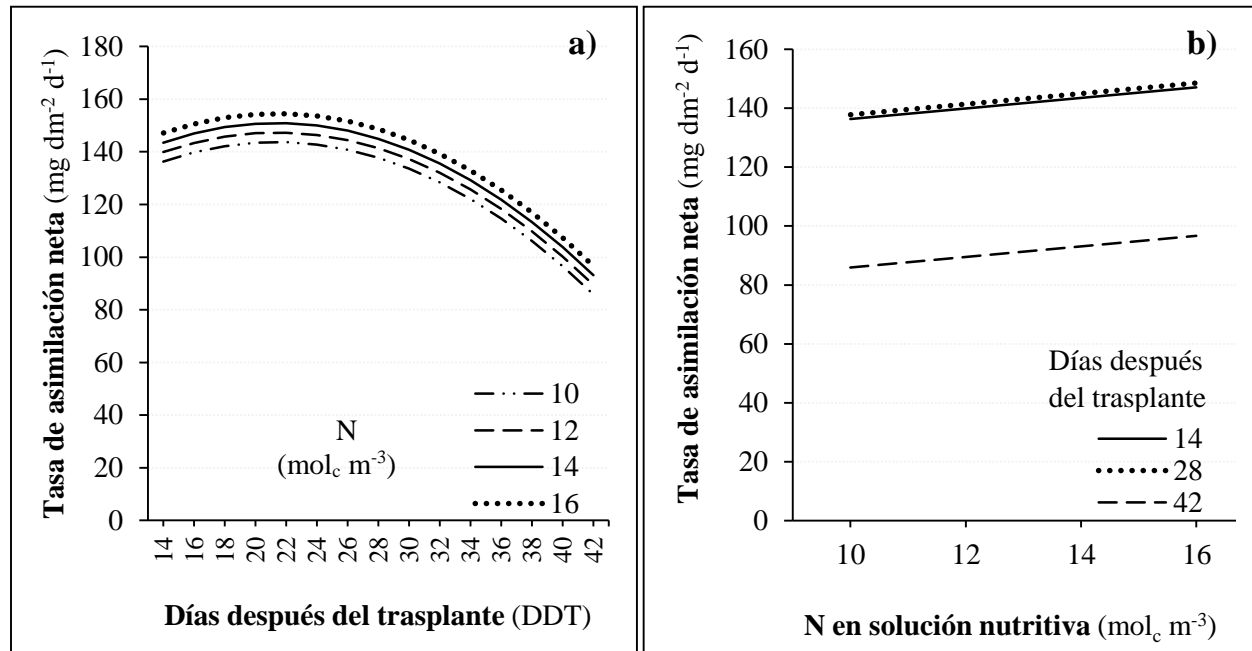 a)
Tasa de asimilación neta (mg dm-2 d-1)
180
160
140
120
100
80
60
40
20
0
14 16 18 20 22 24 26 28 30 32 34 36 38 40 42
Días después del trasplante (DDT)
N
(molc m-3)
10
12
14
16
b)
Tasa de asimilación neta (mg dm-2 d-1)
160
140
120
100
80
60
40
20
0
10 12 14 16
N en solución nutritiva (molc m-3)
Días después
del trasplante
14
28
42